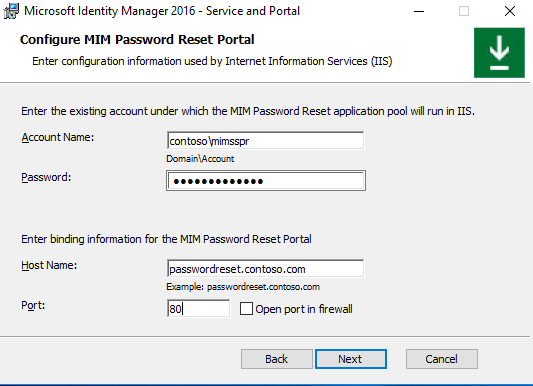 Microsoft Identity Manager 2016 - Service and Portal
Configure MIM Password Reset Portal
Enter configuration information used by Internet Information Services (IIS)
Enter the existing account under which the MIM Password Reset application pool will run in IIS.
Account Name:
contoso\mimsspr
Domain\Account
Password:
●●●●●●●●●●●●●
Enter binding information for the MIM Password Reset Portal
Host Name:
passwordreset.contoso.com
Example: passwordreset.contoso.com
Port:
80
Open port in firewall
Back
Next
Cancel